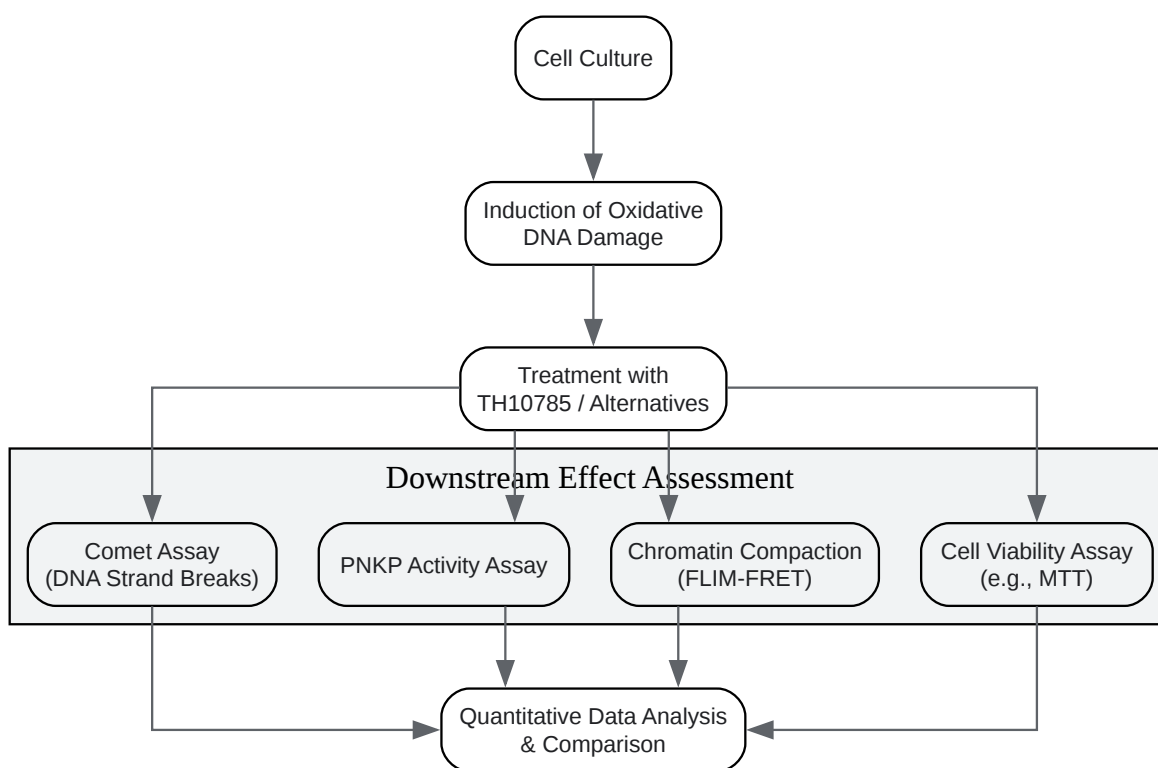 Cell Culture
Induction of Oxidative
DNA Damage
Treatment with
TH10785 / Alternatives
Downstream Effect Assessment
Comet Assay
(DNA Strand Breaks)
PNKP Activity Assay
Chromatin Compaction
(FLIM-FRET)
Cell Viability Assay
(e.g., MTT)
Quantitative Data Analysis
& Comparison